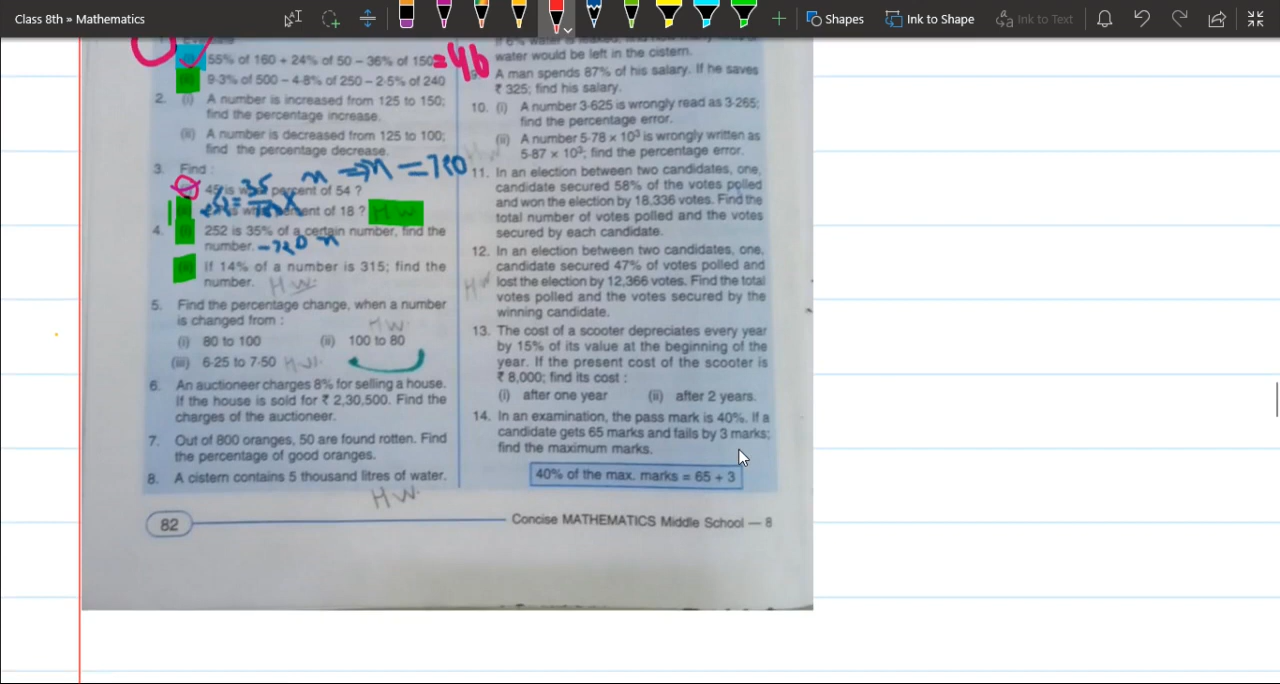 Class 8th » Mathematics
Shapes
Ink to Shape
Ink to Text
55% of 160 + 24% of 50 – 36% of 150 = 46
9·3% of 500 – 4·8% of 250 – 2·5% of 240
2. (i) A number is increased from 125 to 150;
find the percentage increase.
(ii) A number is decreased from 125 to 100;
find the percentage decrease.
3. Find :
45 is percent of 54 ?
percent of 18 ? H W
4. (i) 252 is 35% of a certain number, find the
number. – 720
If 14% of a number is 315; find the
number. H W.
5. Find the percentage change, when a number
is changed from :
H W.
(i) 80 to 100 (ii) 100 to 80
(iii) 6·25 to 7·50 H.W.
6. An auctioneer charges 8% for selling a house.
If the house is sold for ₹ 2,30,500. Find the
charges of the auctioneer.
7. Out of 800 oranges, 50 are found rotten. Find
the percentage of good oranges.
8. A cistern contains 5 thousand litres of water.
H W.
water would be left in the cistern.
9. A man spends 87% of his salary. If he saves
₹ 325; find his salary.
10. (i) A number 3·625 is wrongly read as 3·265;
find the percentage error.
(ii) A number 5·78 × 10³ is wrongly written as
5·87 × 10³; find the percentage error.
H W
11. In an election between two candidates, one,
candidate secured 58% of the votes polled
and won the election by 18,336 votes. Find the
total number of votes polled and the votes
secured by each candidate.
12. In an election between two candidates, one,
candidate secured 47% of votes polled and
H W lost the election by 12,366 votes. Find the total
votes polled and the votes secured by the
winning candidate.
13. The cost of a scooter depreciates every year
by 15% of its value at the beginning of the
year. If the present cost of the scooter is
₹ 8,000; find its cost :
(i) after one year (ii) after 2 years.
14. In an examination, the pass mark is 40%. If a
candidate gets 65 marks and fails by 3 marks;
find the maximum marks.
40% of the max. marks = 65 + 3
82
Concise MATHEMATICS Middle School — 8